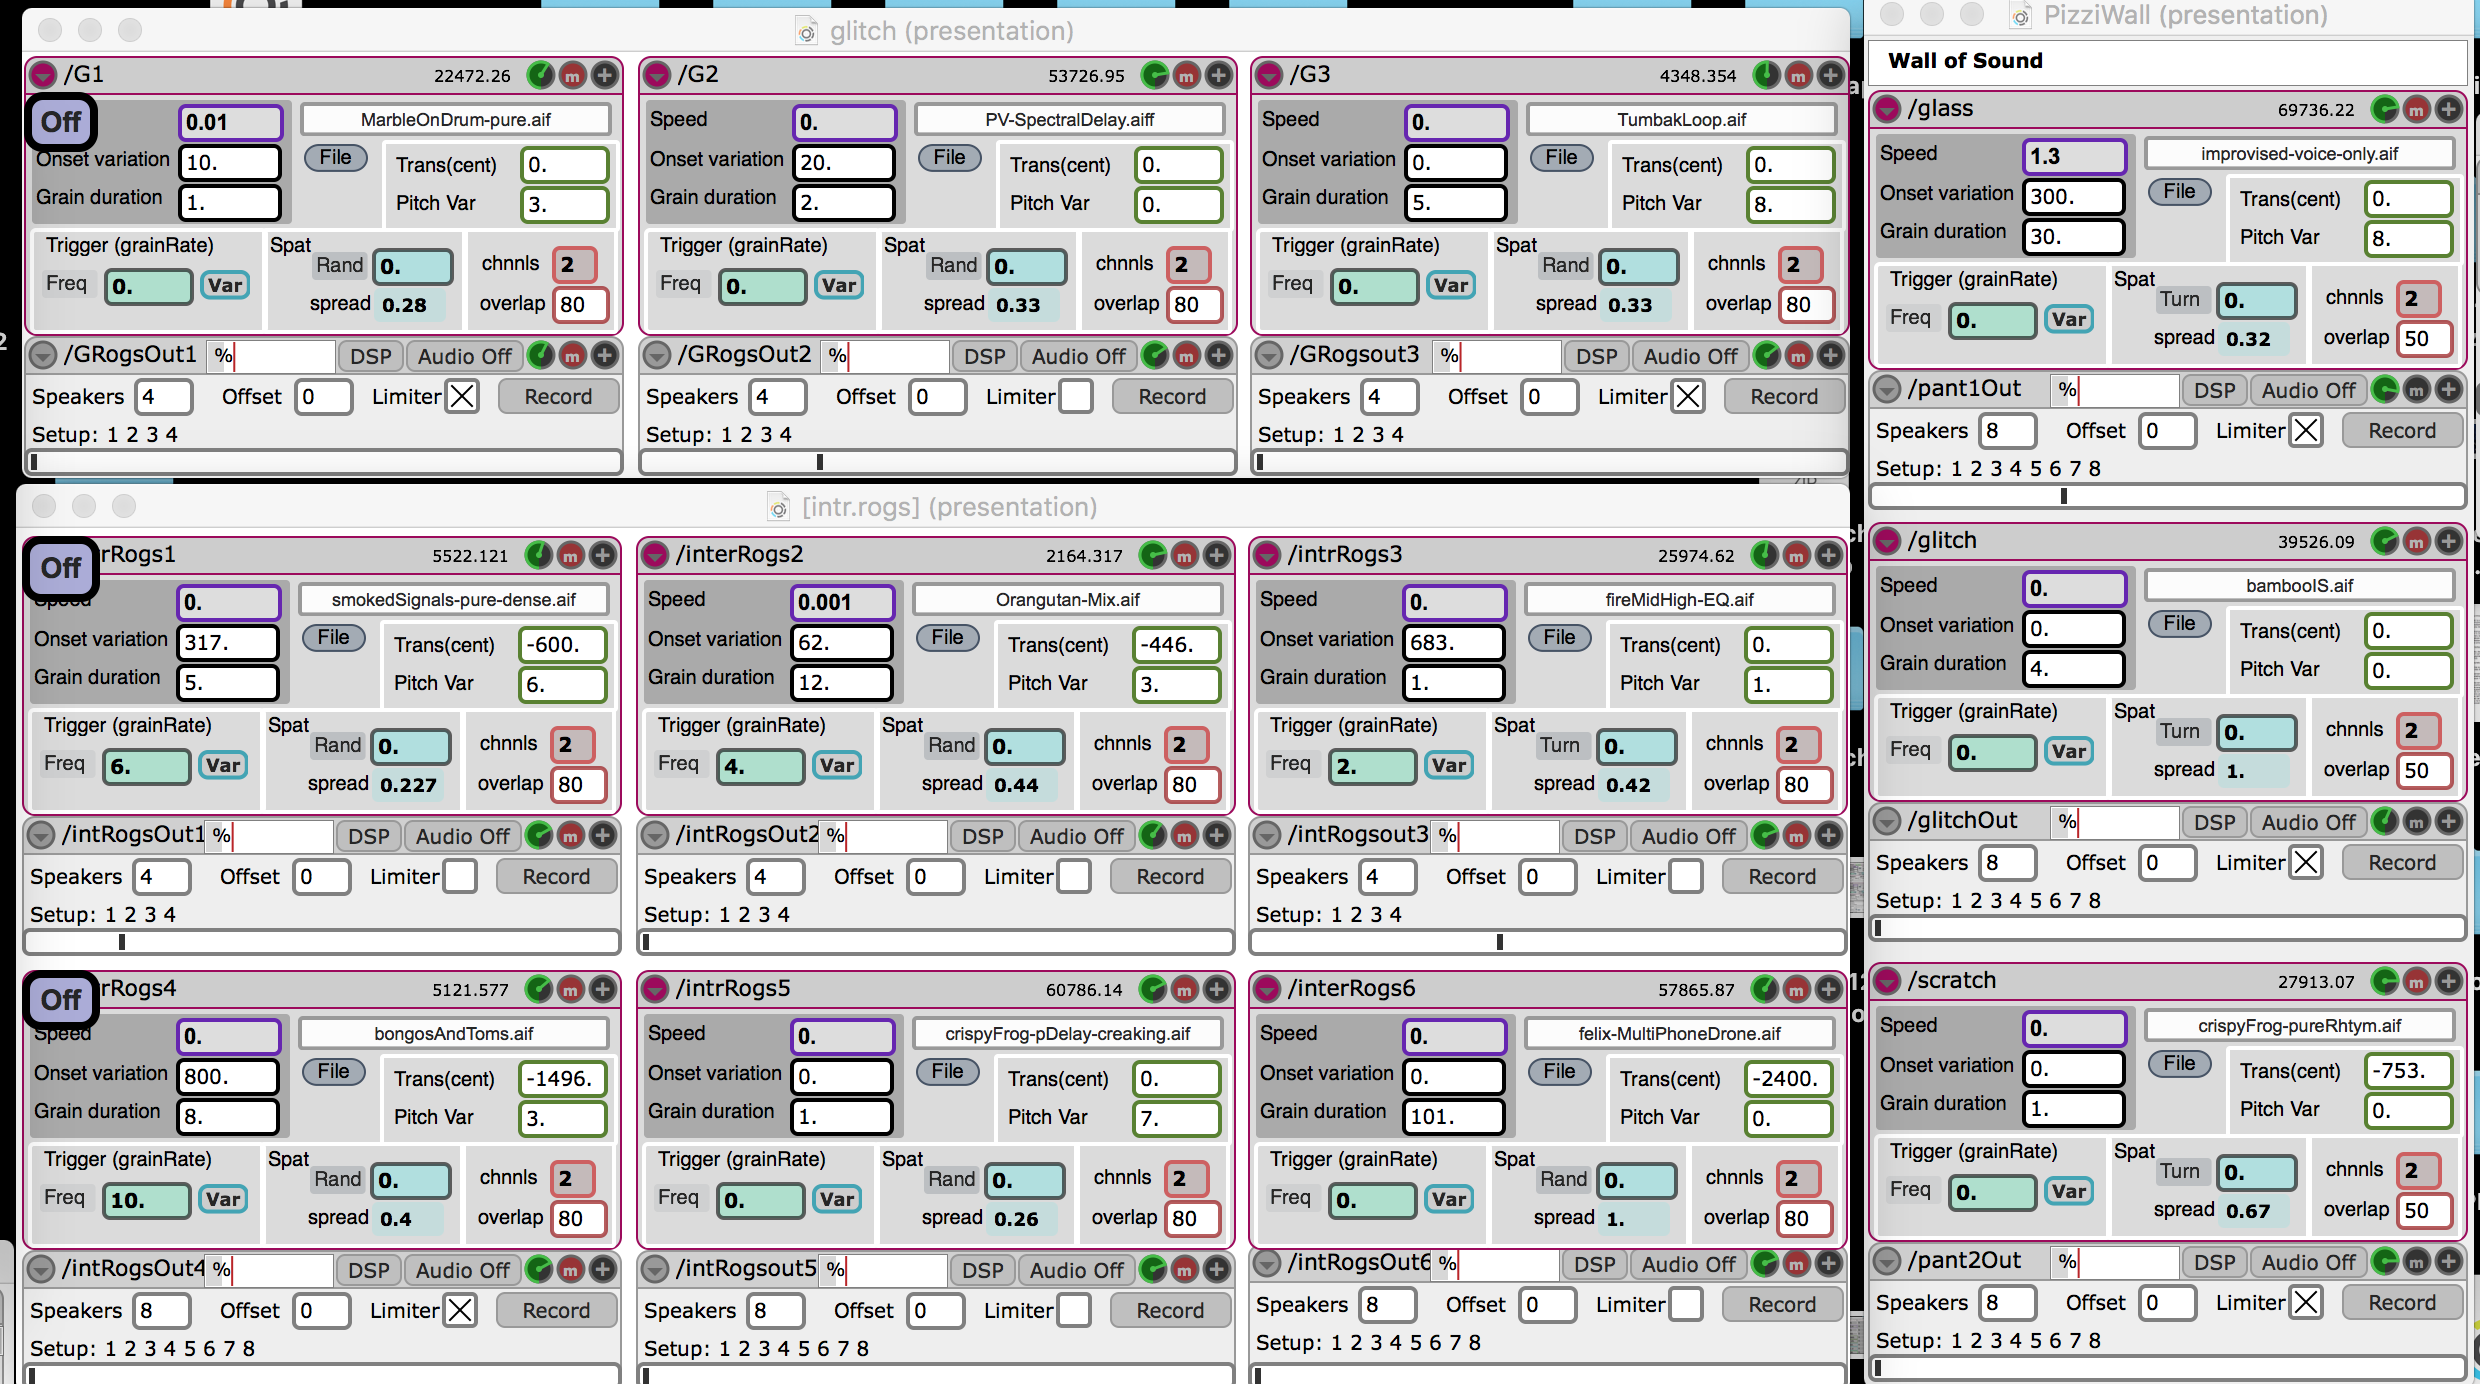 glitch (presentation)
/G1 22472.26 m
Off 0.01 MarbleOnDrum-pure.aif
Onset variation 10. File Trans(cent) 0.
Grain duration 1. Pitch Var 3.
Trigger (grainRate) Spat Rand 0. chnnls 2
Freq 0. Var spread 0.28 overlap 80
/GRogsOut1 % DSP Audio Off m
Speakers 4 Offset 0 Limiter Record
Setup: 1 2 3 4
/G2 53726.95 m
Speed 0. PV-SpectralDelay.aiff
Onset variation 20. File Trans(cent) 0.
Grain duration 2. Pitch Var 0.
Trigger (grainRate) Spat Rand 0. chnnls 2
Freq 0. Var spread 0.33 overlap 80
/GRogsOut2 % DSP Audio Off m
Speakers 4 Offset 0 Limiter Record
Setup: 1 2 3 4
/G3 4348.354 m
Speed 0. TumbakLoop.aif
Onset variation 0. File Trans(cent) 0.
Grain duration 5. Pitch Var 8.
Trigger (grainRate) Spat Rand 0. chnnls 2
Freq 0. Var spread 0.33 overlap 80
/GRogsout3 % DSP Audio Off m
Speakers 4 Offset 0 Limiter Record
Setup: 1 2 3 4
[intr.rogs] (presentation)
rRogs1 5522.121 m
Off
Speed 0. smokedSignals-pure-dense.aif
Onset variation 317. File Trans(cent) -600.
Grain duration 5. Pitch Var 6.
Trigger (grainRate) Spat Rand 0. chnnls 2
Freq 6. Var spread 0.227 overlap 80
/intRogsOut1 % DSP Audio Off m
Speakers 4 Offset 0 Limiter Record
Setup: 1 2 3 4
/interRogs2 2164.317 m
Speed 0.001 Orangutan-Mix.aif
Onset variation 62. File Trans(cent) -446.
Grain duration 12. Pitch Var 3.
Trigger (grainRate) Spat Rand 0. chnnls 2
Freq 4. Var spread 0.44 overlap 80
/intRogsOut2 % DSP Audio Off m
Speakers 4 Offset 0 Limiter Record
Setup: 1 2 3 4
/intrRogs3 25974.62 m
Speed 0. fireMidHigh-EQ.aif
Onset variation 683. File Trans(cent) 0.
Grain duration 1. Pitch Var 1.
Trigger (grainRate) Spat Turn 0. chnnls 2
Freq 2. Var spread 0.42 overlap 80
/intRogsout3 % DSP Audio Off m
Speakers 4 Offset 0 Limiter Record
Setup: 1 2 3 4
rRogs4 5121.577 m
Off
Speed 0. bongosAndToms.aif
Onset variation 800. File Trans(cent) -1496.
Grain duration 8. Pitch Var 3.
Trigger (grainRate) Spat Rand 0. chnnls 2
Freq 10. Var spread 0.4 overlap 80
/intRogsOut4 % DSP Audio Off m
Speakers 8 Offset 0 Limiter Record
Setup: 1 2 3 4 5 6 7 8
/intrRogs5 60786.14 m
Speed 0. crispyFrog-pDelay-creaking.aif
Onset variation 0. File Trans(cent) 0.
Grain duration 1. Pitch Var 7.
Trigger (grainRate) Spat Rand 0. chnnls 2
Freq 0. Var spread 0.26 overlap 80
/intRogsout5 % DSP Audio Off m
Speakers 8 Offset 0 Limiter Record
Setup: 1 2 3 4 5 6 7 8
/interRogs6 57865.87 m
Speed 0. felix-MultiPhoneDrone.aif
Onset variation 0. File Trans(cent) -2400.
Grain duration 101. Pitch Var 0.
Trigger (grainRate) Spat Rand 0. chnnls 2
Freq 0. Var spread 1. overlap 80
/intRogsOut6 % DSP Audio Off m
Speakers 8 Offset 0 Limiter Record
Setup: 1 2 3 4 5 6 7 8
PizziWall (presentation)
Wall of Sound
/glass 69736.22 m
Speed 1.3 improvised-voice-only.aif
Onset variation 300. File Trans(cent) 0.
Grain duration 30. Pitch Var 8.
Trigger (grainRate) Spat Turn 0. chnnls 2
Freq 0. Var spread 0.32 overlap 50
/pant1Out % DSP Audio Off m
Speakers 8 Offset 0 Limiter Record
Setup: 1 2 3 4 5 6 7 8
/glitch 39526.09 m
Speed 0. bambooIS.aif
Onset variation 0. File Trans(cent) 0.
Grain duration 4. Pitch Var 0.
Trigger (grainRate) Spat Turn 0. chnnls 2
Freq 0. Var spread 1. overlap 50
/glitchOut % DSP Audio Off m
Speakers 8 Offset 0 Limiter Record
Setup: 1 2 3 4 5 6 7 8
/scratch 27913.07 m
Speed 0. crispyFrog-pureRhtym.aif
Onset variation 0. File Trans(cent) -753.
Grain duration 1. Pitch Var 0.
Trigger (grainRate) Spat Turn 0. chnnls 2
Freq 0. Var spread 0.67 overlap 50
/pant2Out % DSP Audio Off m
Speakers 8 Offset 0 Limiter Record
Setup: 1 2 3 4 5 6 7 8